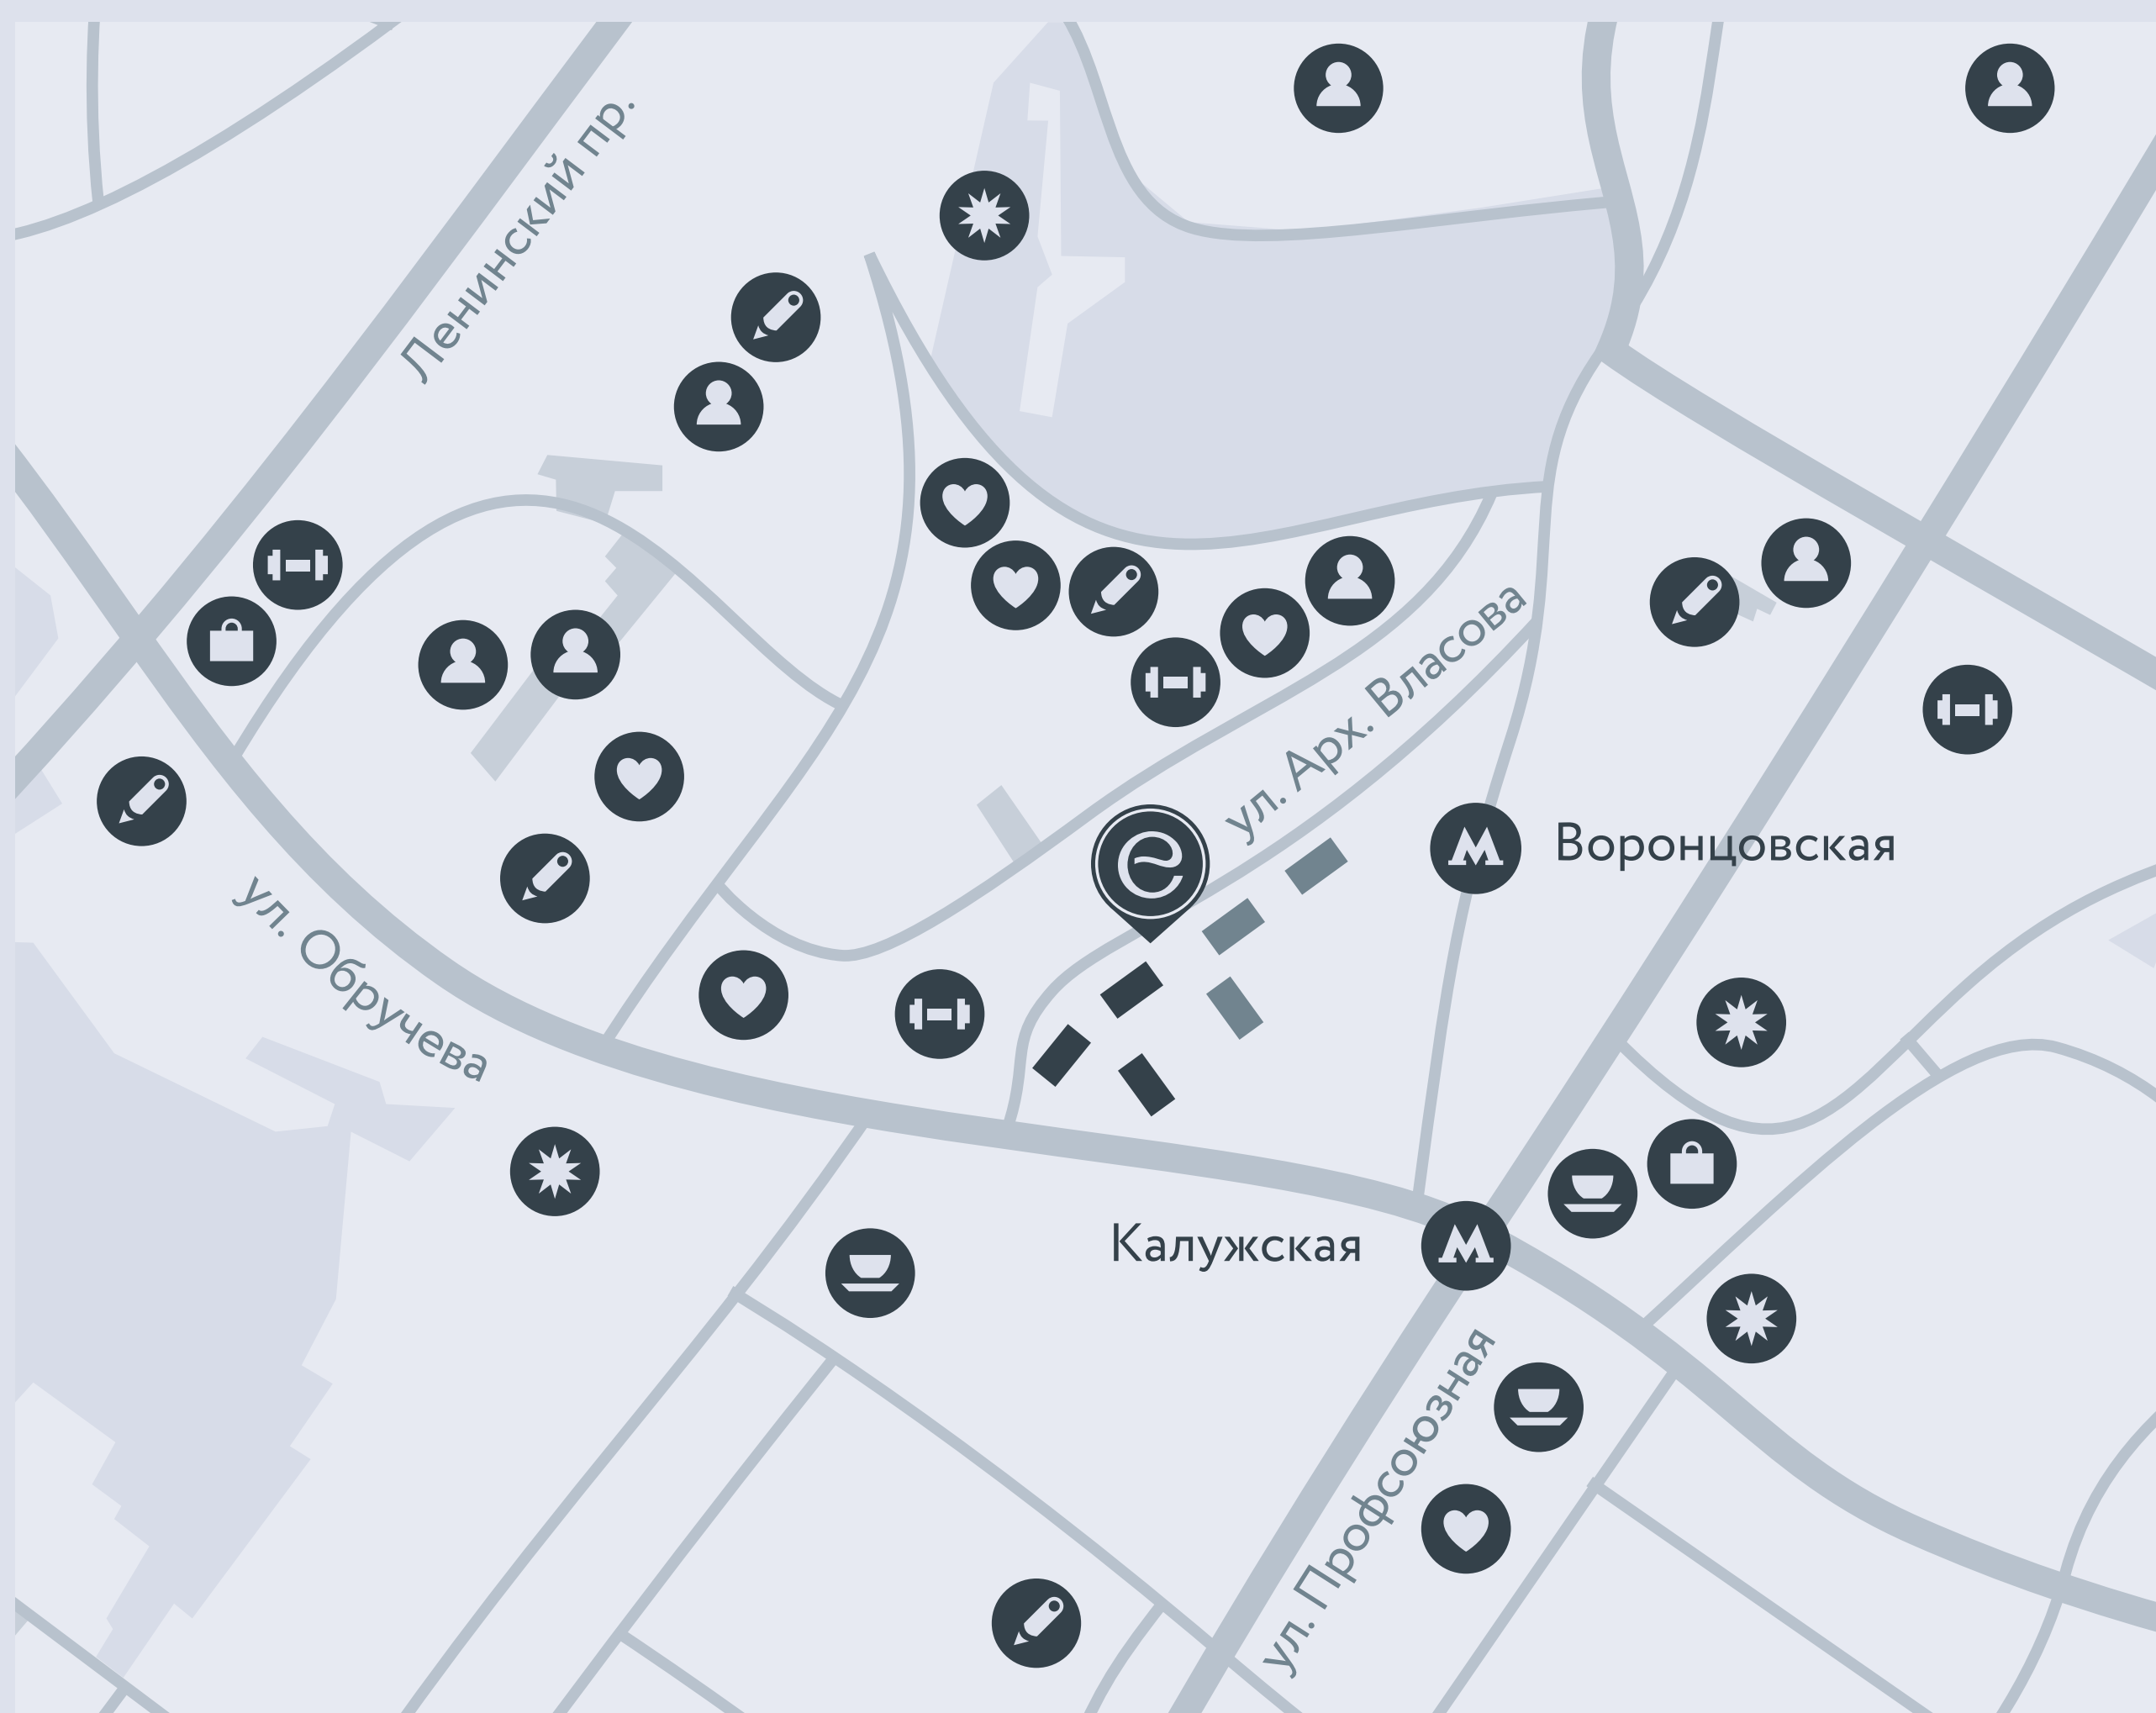 Ленинский пр.
ул. Арх. Власова
Воронцовская
ул. Обручева
Калужская
ул. Профсоюзная